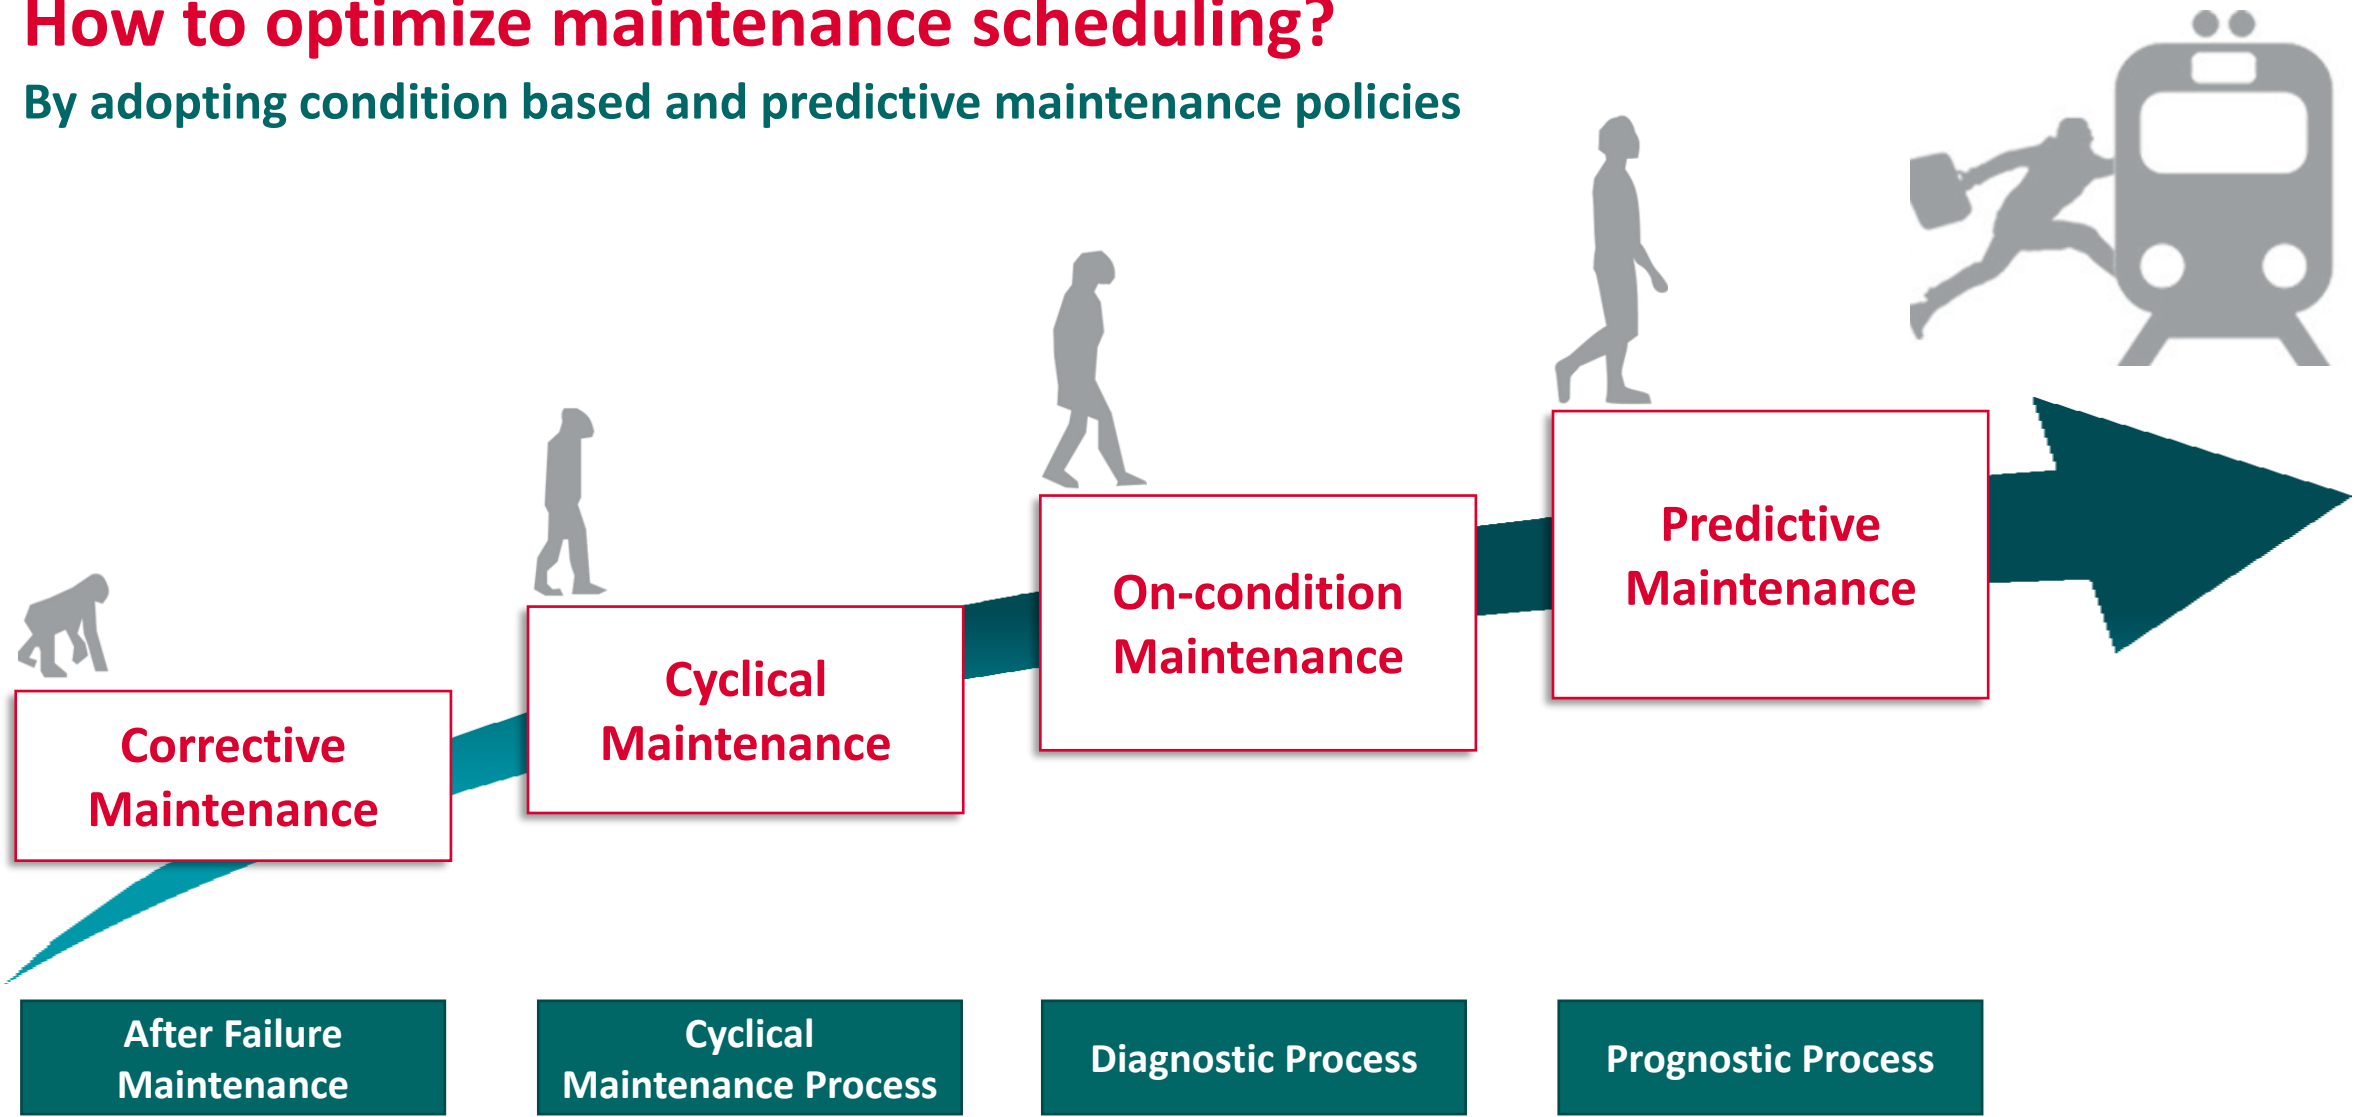 How to optimize maintenance scheduling?
By adopting condition based and predictive maintenance policies
Corrective
Maintenance
Cyclical
Maintenance
On-condition
Maintenance
Predictive
Maintenance
After Failure
Maintenance
Cyclical
Maintenance Process
Diagnostic Process
Prognostic Process